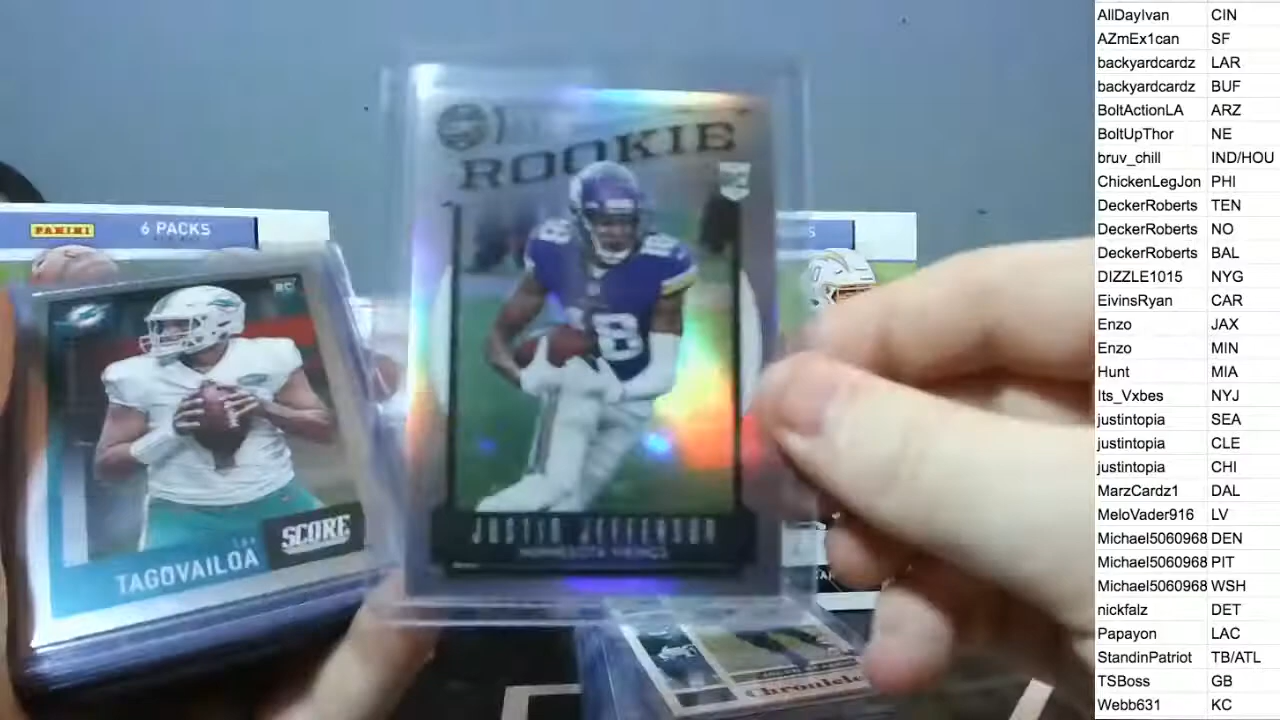 PANINI
6 PACKS
RC
TAGOVAILOA
SCORE
ROOKIE
JUSTIN JEFFERSON
MINNESOTA VIKINGS
18
Chronicles
AllDayIvan CIN
AZmEx1can SF
backyardcardz LAR
backyardcardz BUF
BoltActionLA ARZ
BoltUpThor NE
bruv_chill IND/HOU
ChickenLegJon PHI
DeckerRoberts TEN
DeckerRoberts NO
DeckerRoberts BAL
DIZZLE1015 NYG
EivinsRyan CAR
Enzo JAX
Enzo MIN
Hunt MIA
Its_Vxbes NYJ
justintopia SEA
justintopia CLE
justintopia CHI
MarzCardz1 DAL
MeloVader916 LV
Michael5060968 DEN
Michael5060968 PIT
Michael5060968 WSH
nickfalz DET
Papayon LAC
StandinPatriot TB/ATL
TSBoss GB
Webb631 KC